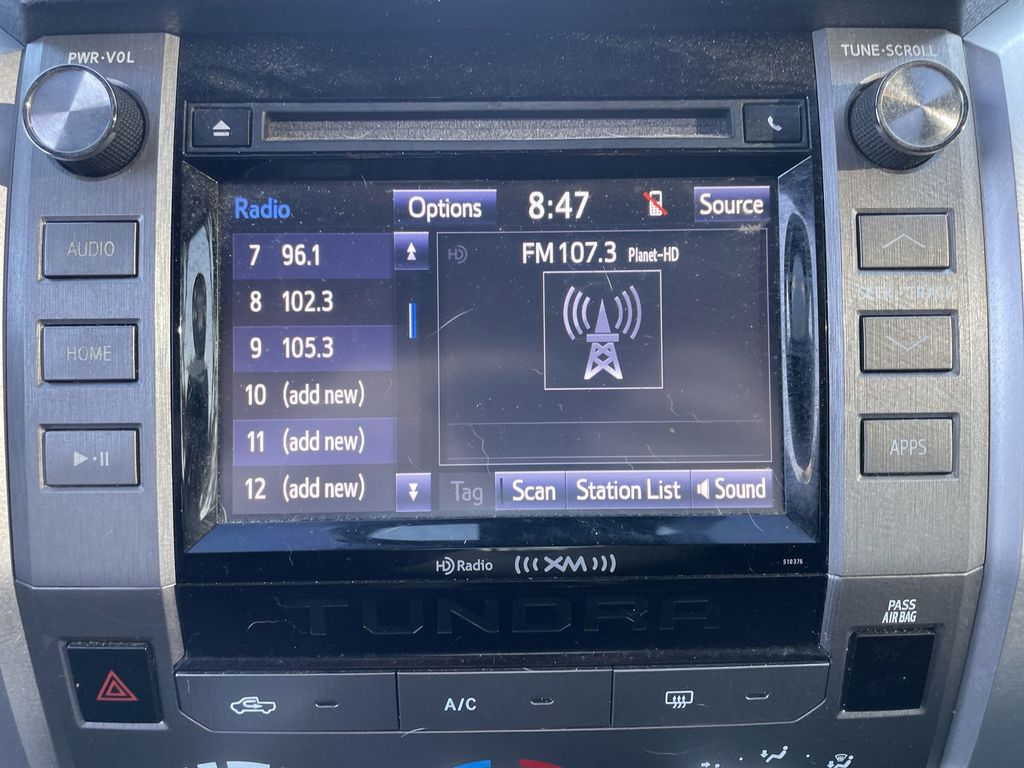 PWR·VOL
TUNE·SCROLL
AUDIO
HOME
APPS
Radio
Options
8:47
Source
7 96.1
8 102.3
9 105.3
10 (add new)
11 (add new)
12 (add new)
HD
FM 107.3 Planet-HD
Tag
Scan
Station List
Sound
HD Radio
(((XM)))
510376
TUNDRA
PASS
AIR BAG
A/C